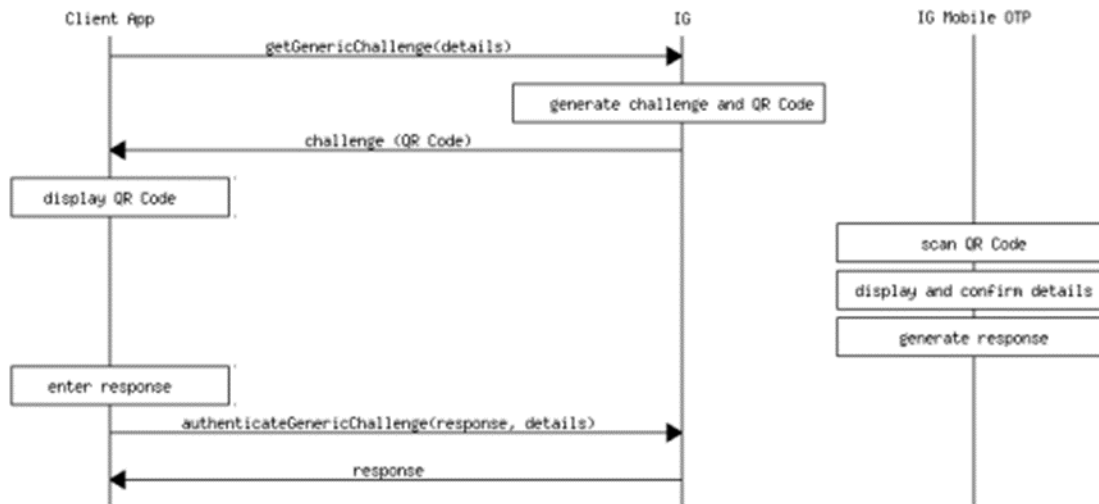 Client App
IG
IG Mobile OTP
getGenericChallenge(details)
generate challenge and QR Code
challenge (QR Code)
display QR Code
scan QR Code
display and confirm details
generate response
enter response
authenticateGenericChallenge(response, details)
response